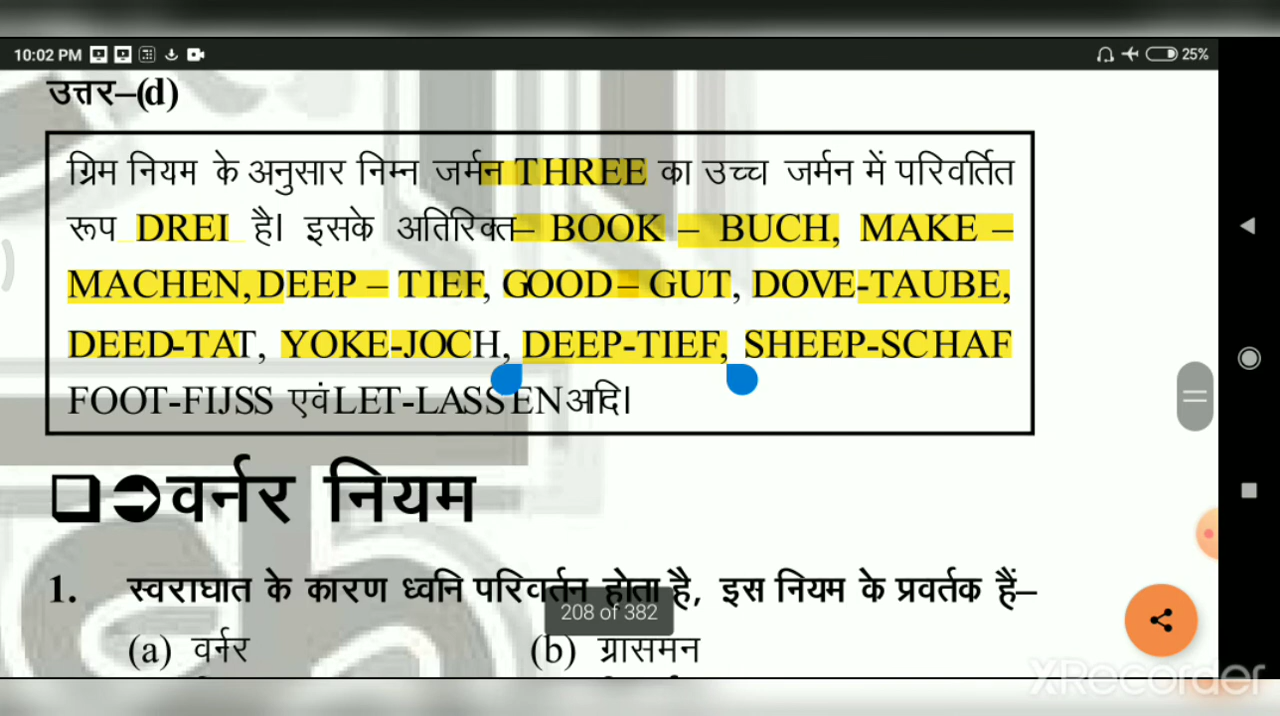 10:02 PM 25%
उत्तर–(d)
ग्रिम नियम के अनुसार निम्न जर्मन THREE का उच्च जर्मन में परिवर्तित
रूप DREI है। इसके अतिरिक्त– BOOK – BUCH, MAKE –
MACHEN, DEEP – TIEF, GOOD – GUT, DOVE-TAUBE,
DEED-TAT, YOKE-JOCH, DEEP-TIEF, SHEEP-SCHAF
FOOT-FIJSS एवं LET-LASSEN आदि।
वर्नर नियम
1. स्वराघात के कारण ध्वनि परिवर्तन होता है, इस नियम के प्रवर्तक हैं–
208 of 382
(a) वर्नर (b) ग्रासमन
XRecorder